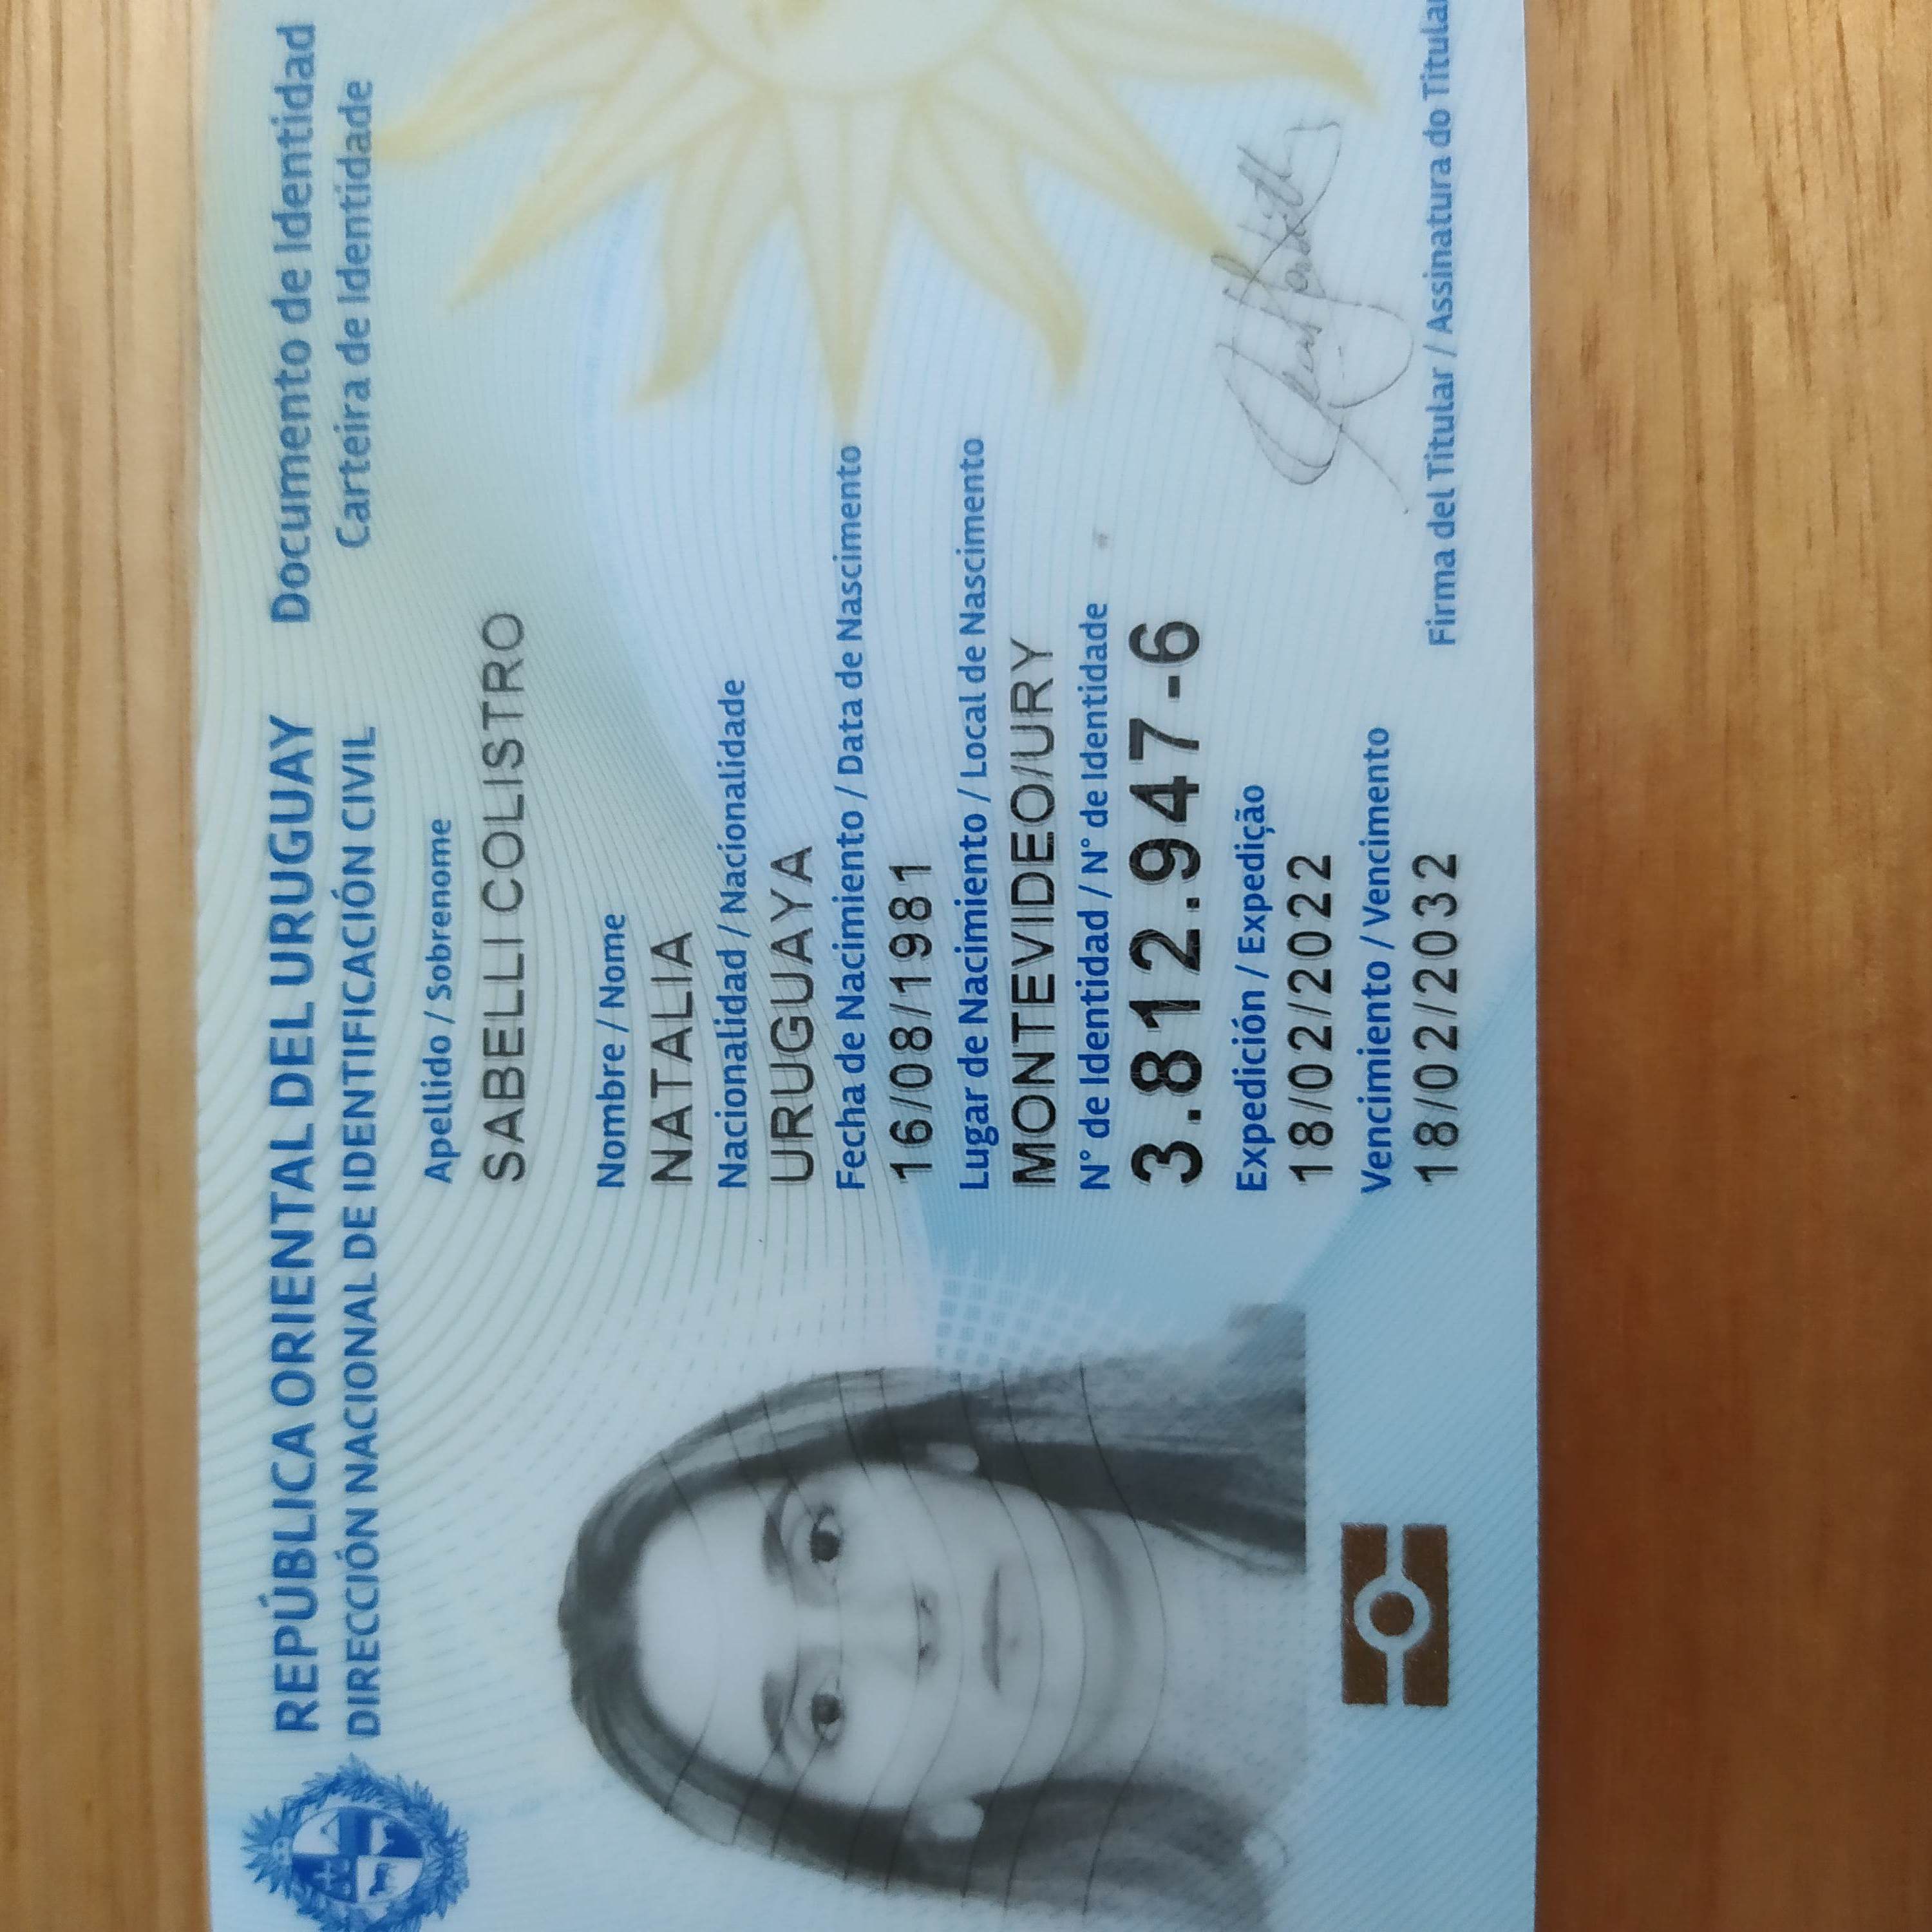 REPÚBLICA ORIENTAL DEL URUGUAY
DIRECCIÓN NACIONAL DE IDENTIFICACIÓN CIVIL
Documento de Identidad
Carteira de Identidade
Apellido / Sobrenome
SABELLI COLISTRO
Nombre / Nome
NATALIA
Nacionalidad / Nacionalidade
URUGUAYA
Fecha de Nacimiento / Data de Nascimento
16/08/1981
Lugar de Nacimiento / Local de Nascimento
MONTEVIDEO/URY
N° de Identidad / N° de Identidade
3.812.947-6
Expedición / Expedição
18/02/2022
Vencimiento / Vencimento
18/02/2032
Firma del Titular / Assinatura do Titular